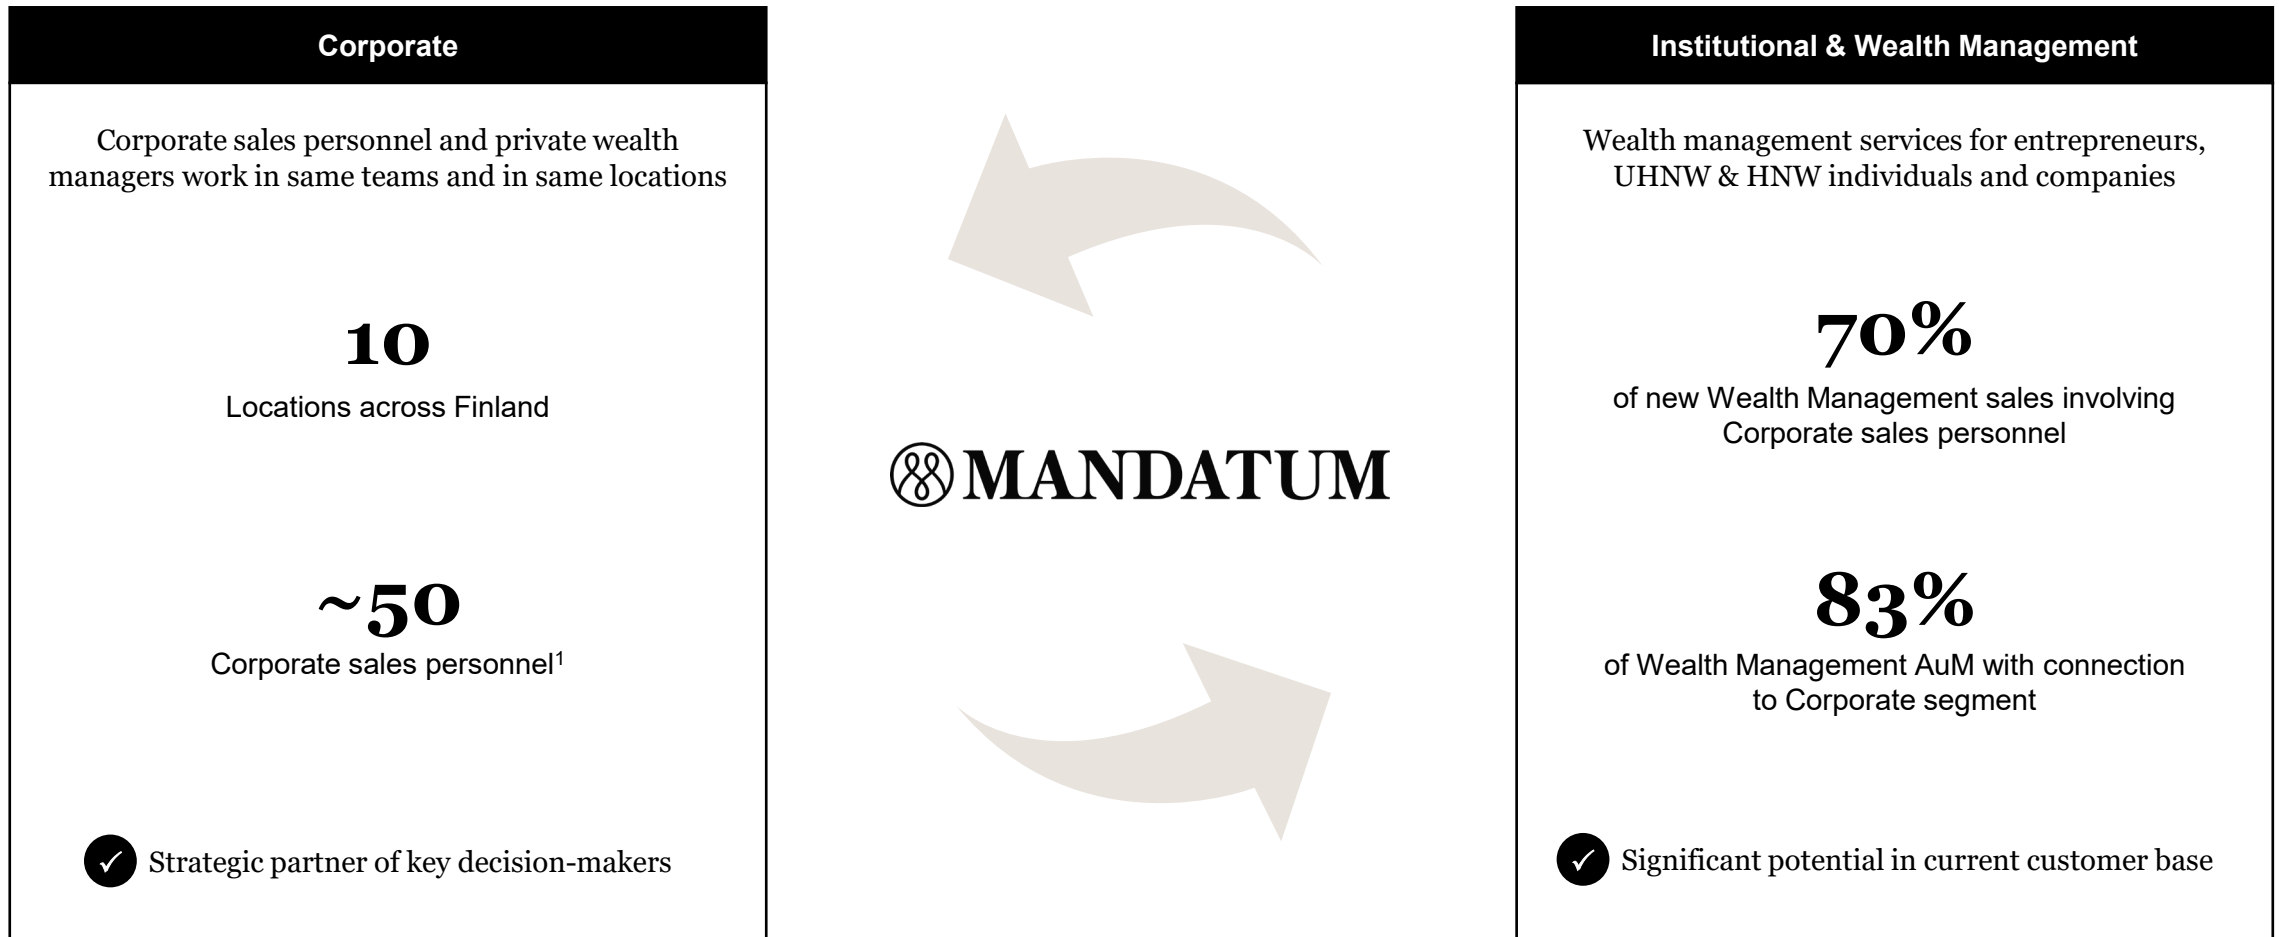 Corporate
Corporate sales personnel and private wealth
managers work in same teams and in same locations
10
Locations across Finland
~50
Corporate sales personnel¹
Strategic partner of key decision-makers
MANDATUM
Institutional & Wealth Management
Wealth management services for entrepreneurs,
UHNW & HNW individuals and companies
70%
of new Wealth Management sales involving
Corporate sales personnel
83%
of Wealth Management AuM with connection
to Corporate segment
Significant potential in current customer base